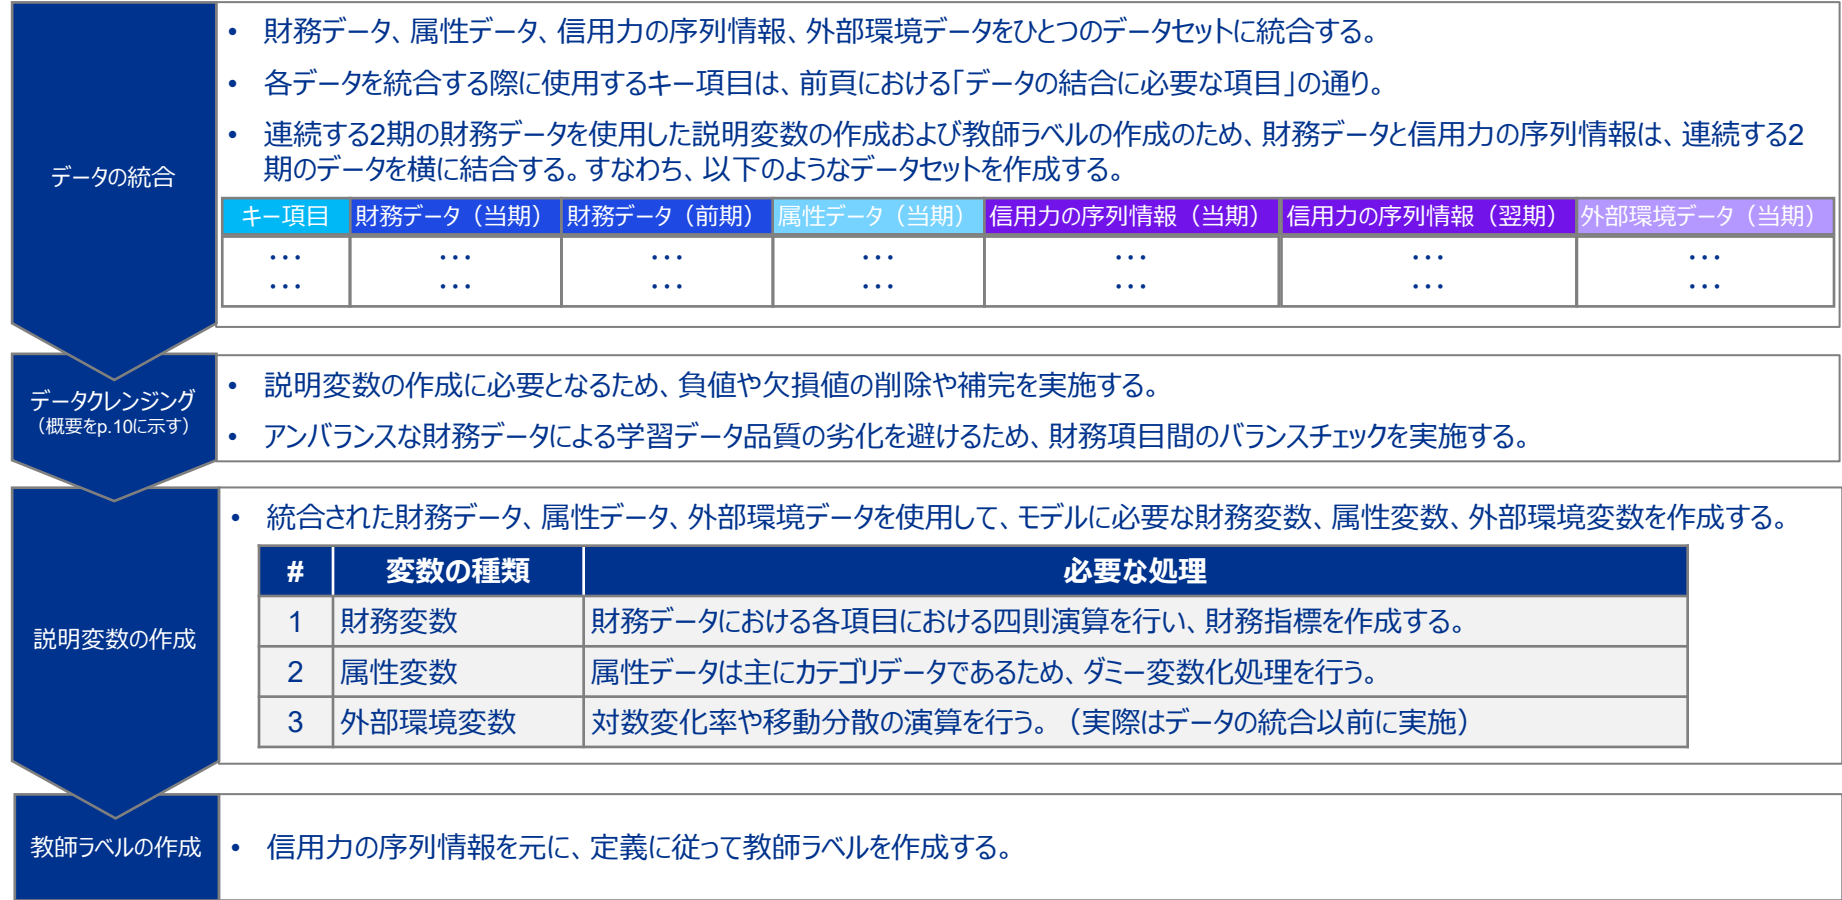 データの統合
• 財務データ、属性データ、信用力の序列情報、外部環境データをひとつのデータセットに統合する。
• 各データを統合する際に使用するキー項目は、前頁における「データの結合に必要な項目」の通り。
• 連続する2期の財務データを使用した説明変数の作成および教師ラベルの作成のため、財務データと信用力の序列情報は、連続する2
期のデータを横に結合する。すなわち、以下のようなデータセットを作成する。
キー項目 財務データ（当期） 財務データ（前期） 属性データ（当期） 信用力の序列情報（当期） 信用力の序列情報（翌期） 外部環境データ（当期）
… … … … … … …
… … … … … … …
データクレンジング
（概要をp.10に示す）
• 説明変数の作成に必要となるため、負値や欠損値の削除や補完を実施する。
• アンバランスな財務データによる学習データ品質の劣化を避けるため、財務項目間のバランスチェックを実施する。
説明変数の作成
• 統合された財務データ、属性データ、外部環境データを使用して、モデルに必要な財務変数、属性変数、外部環境変数を作成する。
# 変数の種類 必要な処理
1 財務変数 財務データにおける各項目における四則演算を行い、財務指標を作成する。
2 属性変数 属性データは主にカテゴリデータであるため、ダミー変数化処理を行う。
3 外部環境変数 対数変化率や移動分散の演算を行う。（実際はデータの統合以前に実施）
教師ラベルの作成
• 信用力の序列情報を元に、定義に従って教師ラベルを作成する。